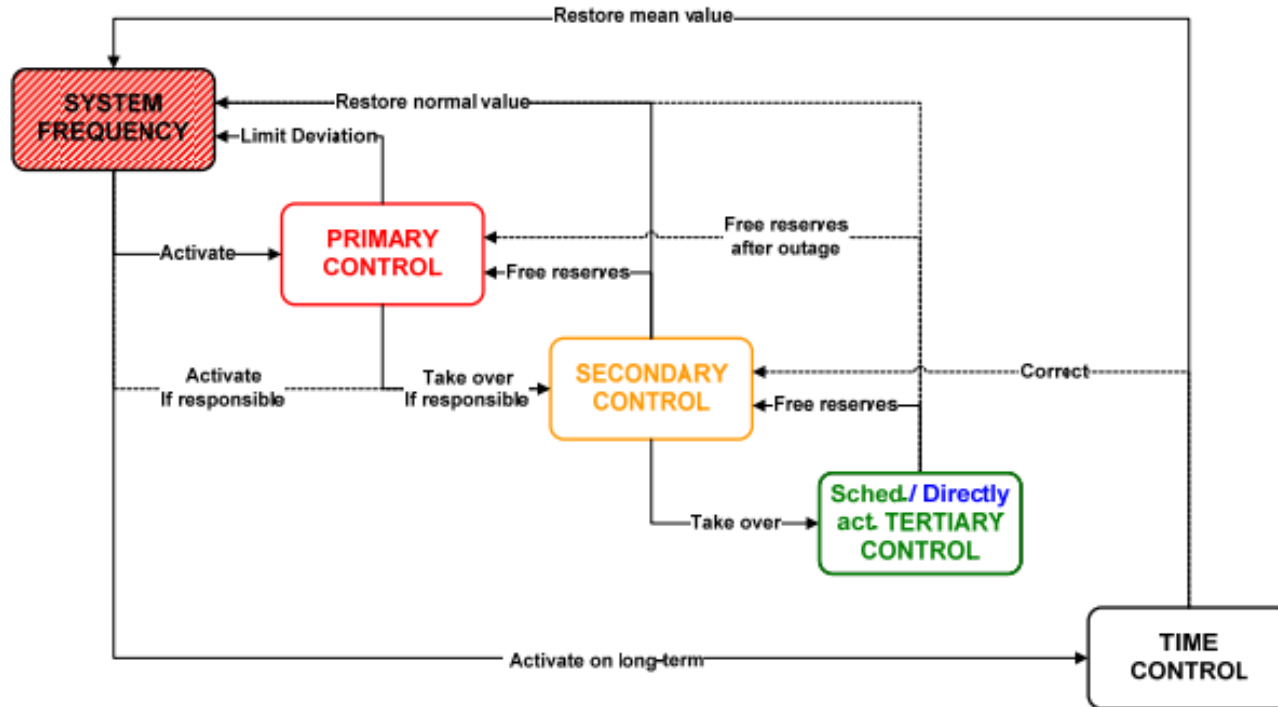 Restore mean value
SYSTEM
FREQUENCY
Restore normal value
Limit Deviation
PRIMARY
CONTROL
Activate
Free reserves
after outage
Free reserves
SECONDARY
CONTROL
Activate
If responsible
Take over
If responsible
Correct
Free reserves
Sched./ Directly
act. TERTIARY
CONTROL
Take over
TIME
CONTROL
Activate on long-term